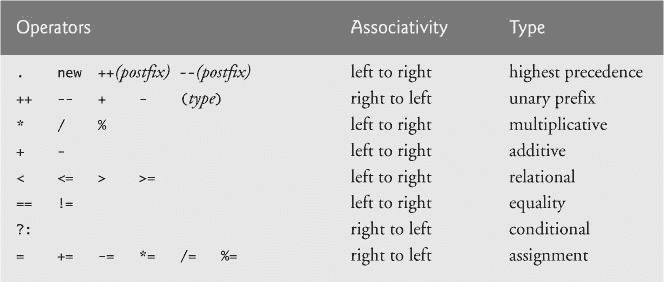 Operators Associativity Type
. new ++(postfix) --(postfix) left to right highest precedence
++ -- + - (type) right to left unary prefix
* / % left to right multiplicative
+ - left to right additive
< <= > >= left to right relational
== != left to right equality
?: right to left conditional
= += -= *= /= %= right to left assignment